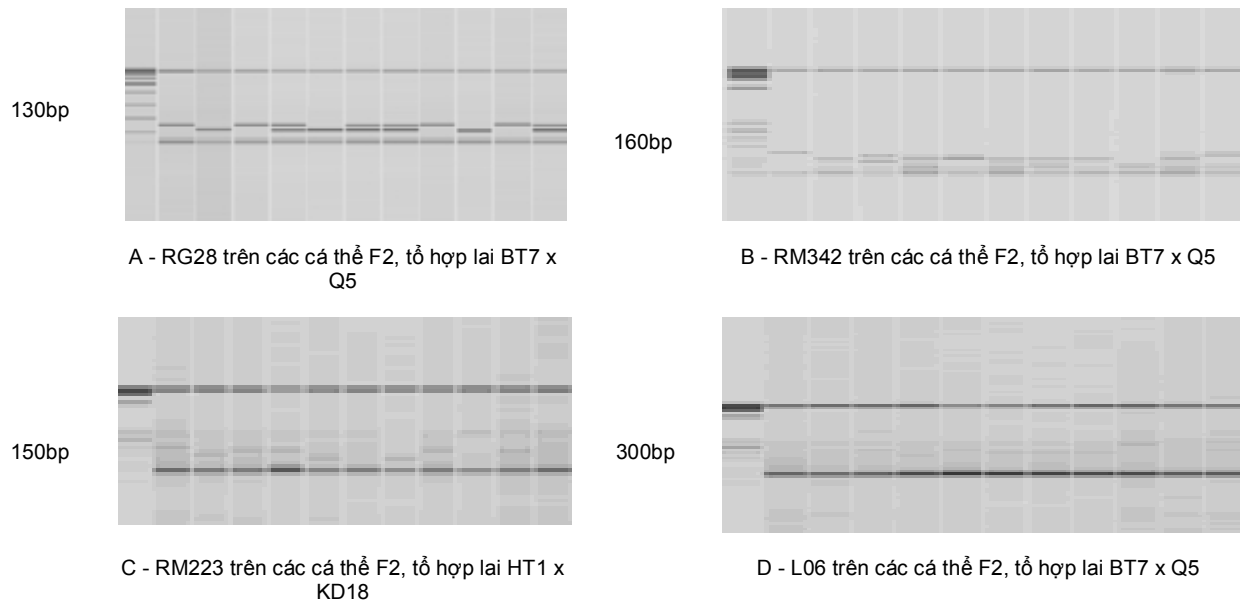 130bp
A - RG28 trên các cá thể F2, tổ hợp lai BT7 x
Q5
160bp
B - RM342 trên các cá thể F2, tổ hợp lai BT7 x Q5
150bp
C - RM223 trên các cá thể F2, tổ hợp lai HT1 x
KD18
300bp
D - L06 trên các cá thể F2, tổ hợp lai BT7 x Q5